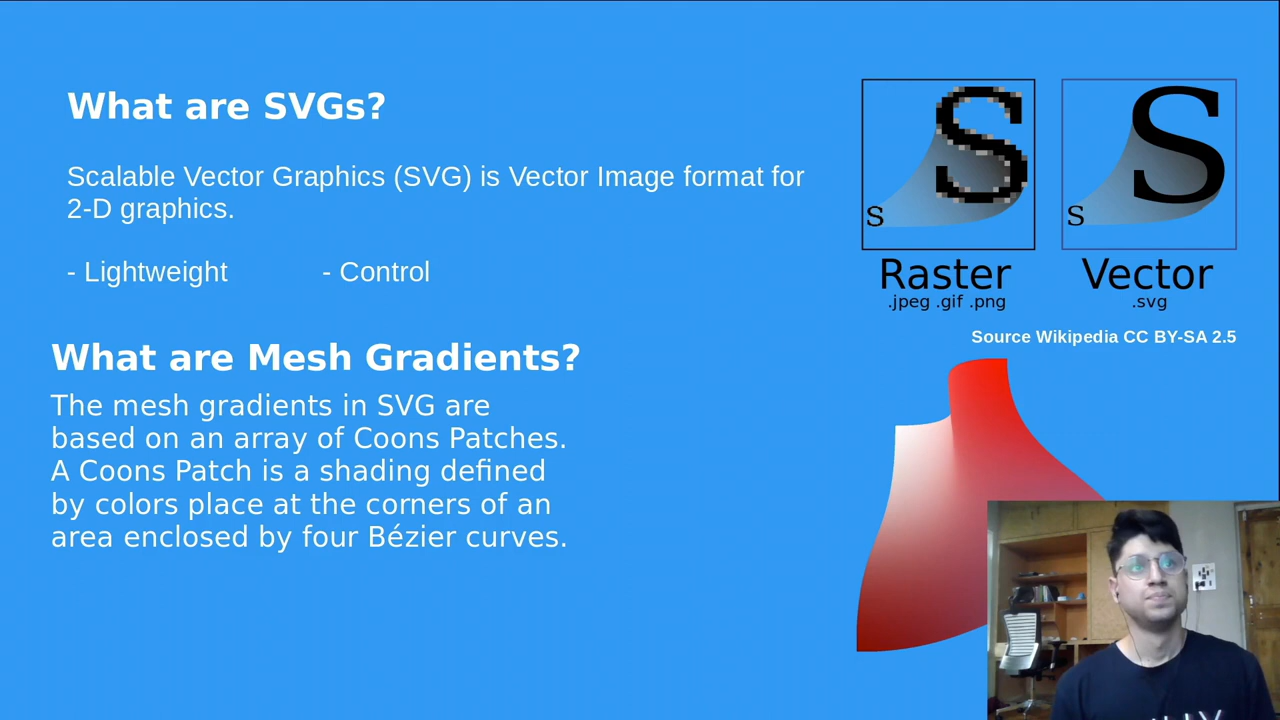 What are SVGs?
Scalable Vector Graphics (SVG) is Vector Image format for
2-D graphics.
- Lightweight - Control
S S
S S
Raster Vector
.jpeg .gif .png .svg
Source Wikipedia CC BY-SA 2.5
What are Mesh Gradients?
The mesh gradients in SVG are
based on an array of Coons Patches.
A Coons Patch is a shading defined
by colors place at the corners of an
area enclosed by four Bézier curves.